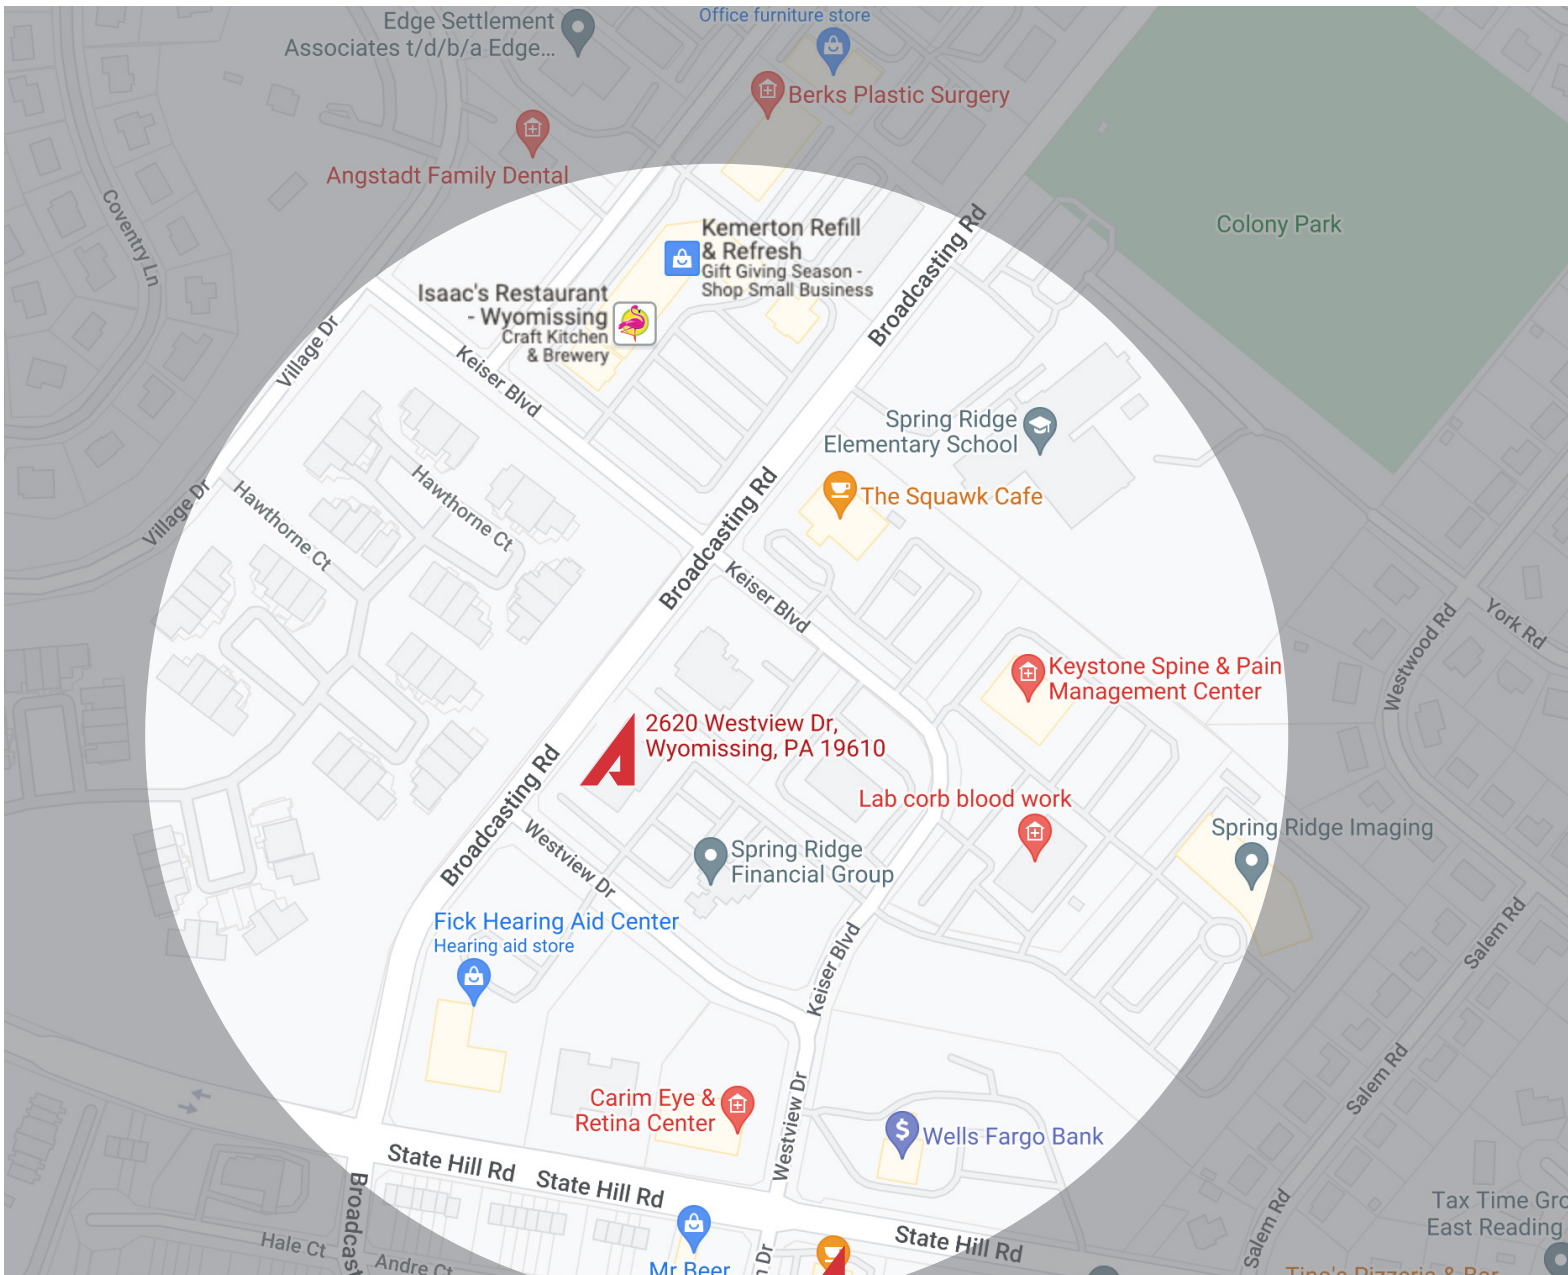 Edge Settlement
Associates t/d/b/a Edge...
Office furniture store
Berks Plastic Surgery
Angstadt Family Dental
Coventry Ln
Colony Park
Kemerton Refill
& Refresh
Gift Giving Season -
Shop Small Business
Broadcasting Rd
Isaac's Restaurant
- Wyomissing
Craft Kitchen
& Brewery
Village Dr
Keiser Blvd
Spring Ridge
Elementary School
The Squawk Cafe
Village Dr
Hawthorne Ct
Hawthorne Ct
Broadcasting Rd
Keiser Blvd
York Rd
Westwood Rd
Keystone Spine & Pain
Management Center
2620 Westview Dr,
Wyomissing, PA 19610
Broadcasting Rd
Lab corb blood work
Spring Ridge Imaging
Westview Dr
Spring Ridge
Financial Group
Fick Hearing Aid Center
Hearing aid store
Keiser Blvd
Salem Rd
Salem Rd
Carim Eye &
Retina Center
Westview Dr
Wells Fargo Bank
State Hill Rd
State Hill Rd
Broadcast
Tax Time Gro
East Reading
Salem Rd
State Hill Rd
Hale Ct
Andre Ct
Mr Beer
n Dr
Tino's Pizzeria & Bar